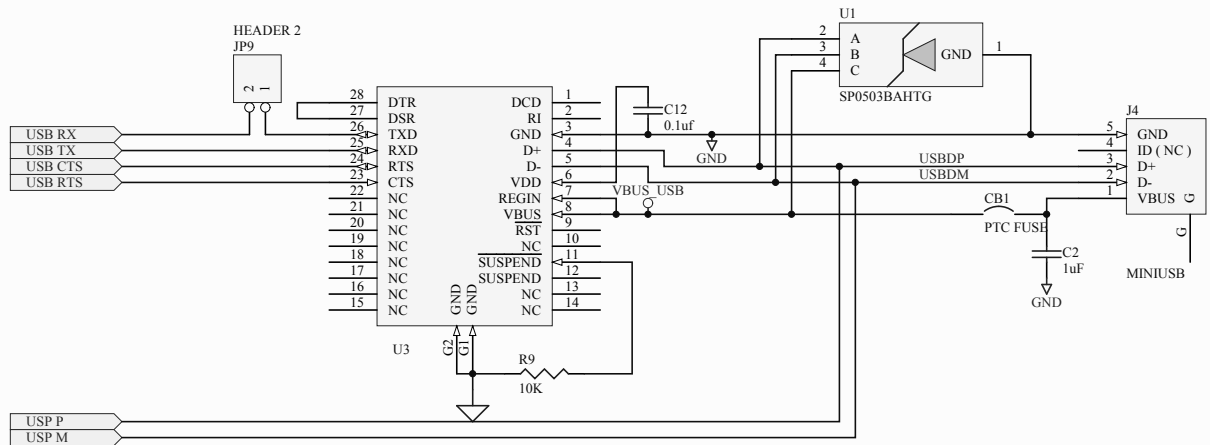 HEADER 2
JP9
2 1
USB RX
USB TX
USB CTS
USB RTS
28 DTR DCD 1
27 DSR RI 2
26 TXD GND 3
25 RXD D+ 4
24 RTS D- 5
23 CTS VDD 6
22 NC REGIN 7
21 NC VBUS 8
20 NC RST 9
19 NC NC 10
18 NC SUSPEND 11
17 NC SUSPEND 12
16 NC NC 13
15 NC NC 14
GND GND
G2 G1
U3
R9
10K
C12
0.1uf
GND
VBUS_USB
U1
2 A
3 B
4 C
GND 1
SP0503BAHTG
USBDP
USBDM
CB1
PTC FUSE
C2
1uF
GND
J4
5 GND
4 ID ( NC )
3 D+
2 D-
1 VBUS
G
G
MINIUSB
USP P
USP M